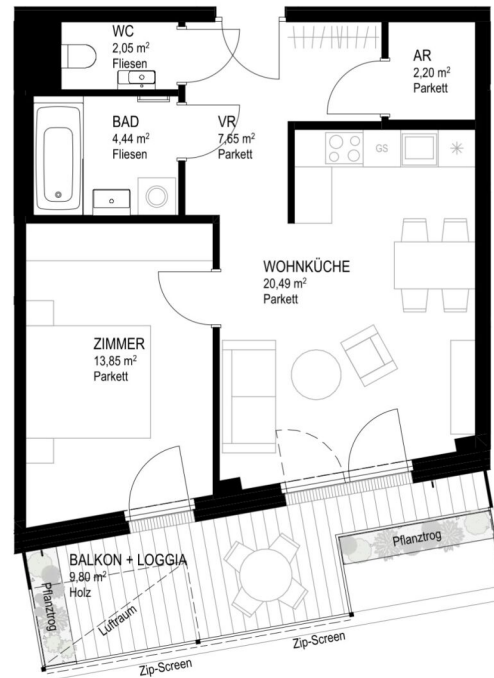 WC
2,05 m²
Fliesen
AR
2,20 m²
Parkett
BAD
4,44 m²
Fliesen
VR
7,65 m²
Parkett
GS
WOHNKÜCHE
20,49 m²
Parkett
ZIMMER
13,85 m²
Parkett
Pflanztrog
BALKON + LOGGIA
9,80 m²
Holz
Pflanztrog
Luftraum
Zip-Screen
Zip-Screen